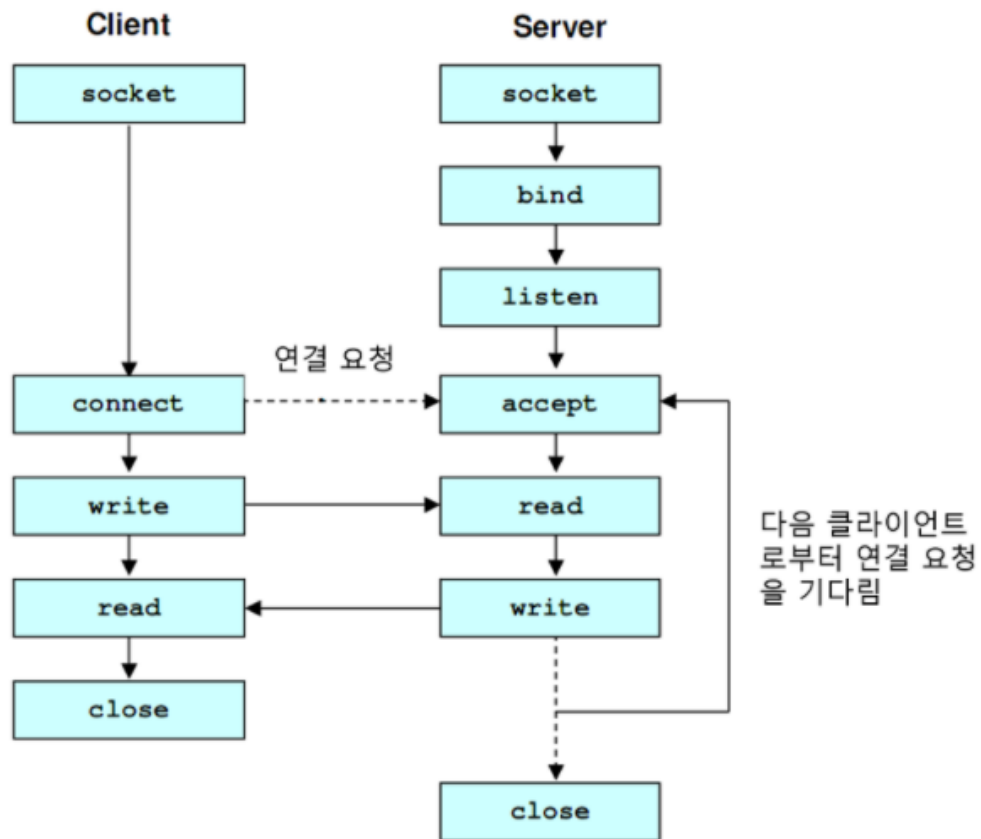 Client
Server
socket
socket
bind
listen
연결 요청
connect
accept
write
read
다음 클라이언트
로부터 연결 요청
을 기다림
read
write
close
close